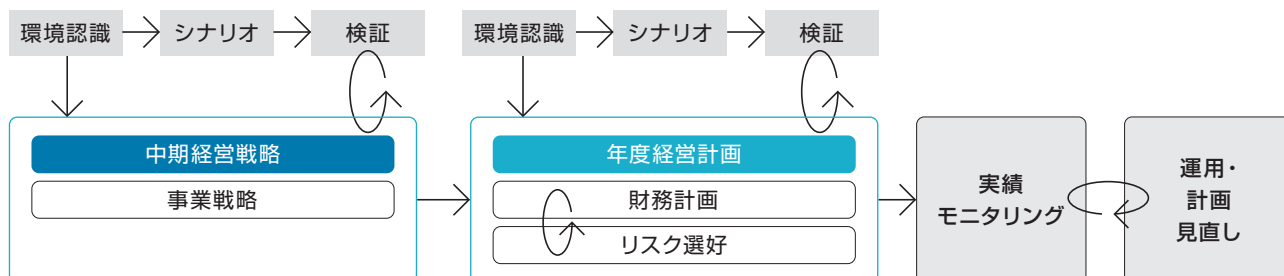 環境認識
シナリオ
検証
環境認識
シナリオ
検証
中期経営戦略
事業戦略
年度経営計画
財務計画
リスク選好
実績
モニタリング
運用・
計画
見直し